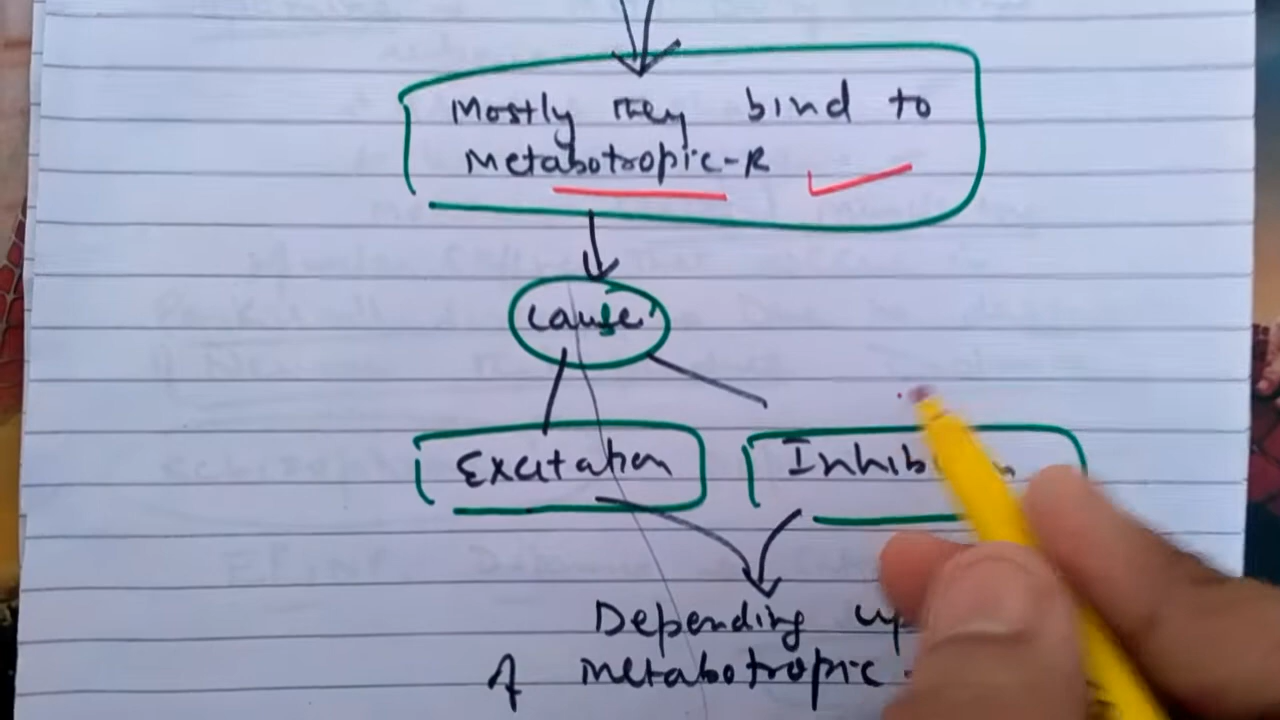 Mostly they bind to
Metabotropic-R
cause
Excitation
Depending
of metabotropic